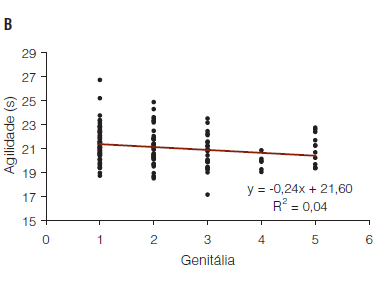 B
29
27
25
23
21
19
17
15
Agilidade (s)
y = -0,24x + 21,60
R² = 0,04
0 1 2 3 4 5 6
Genitália